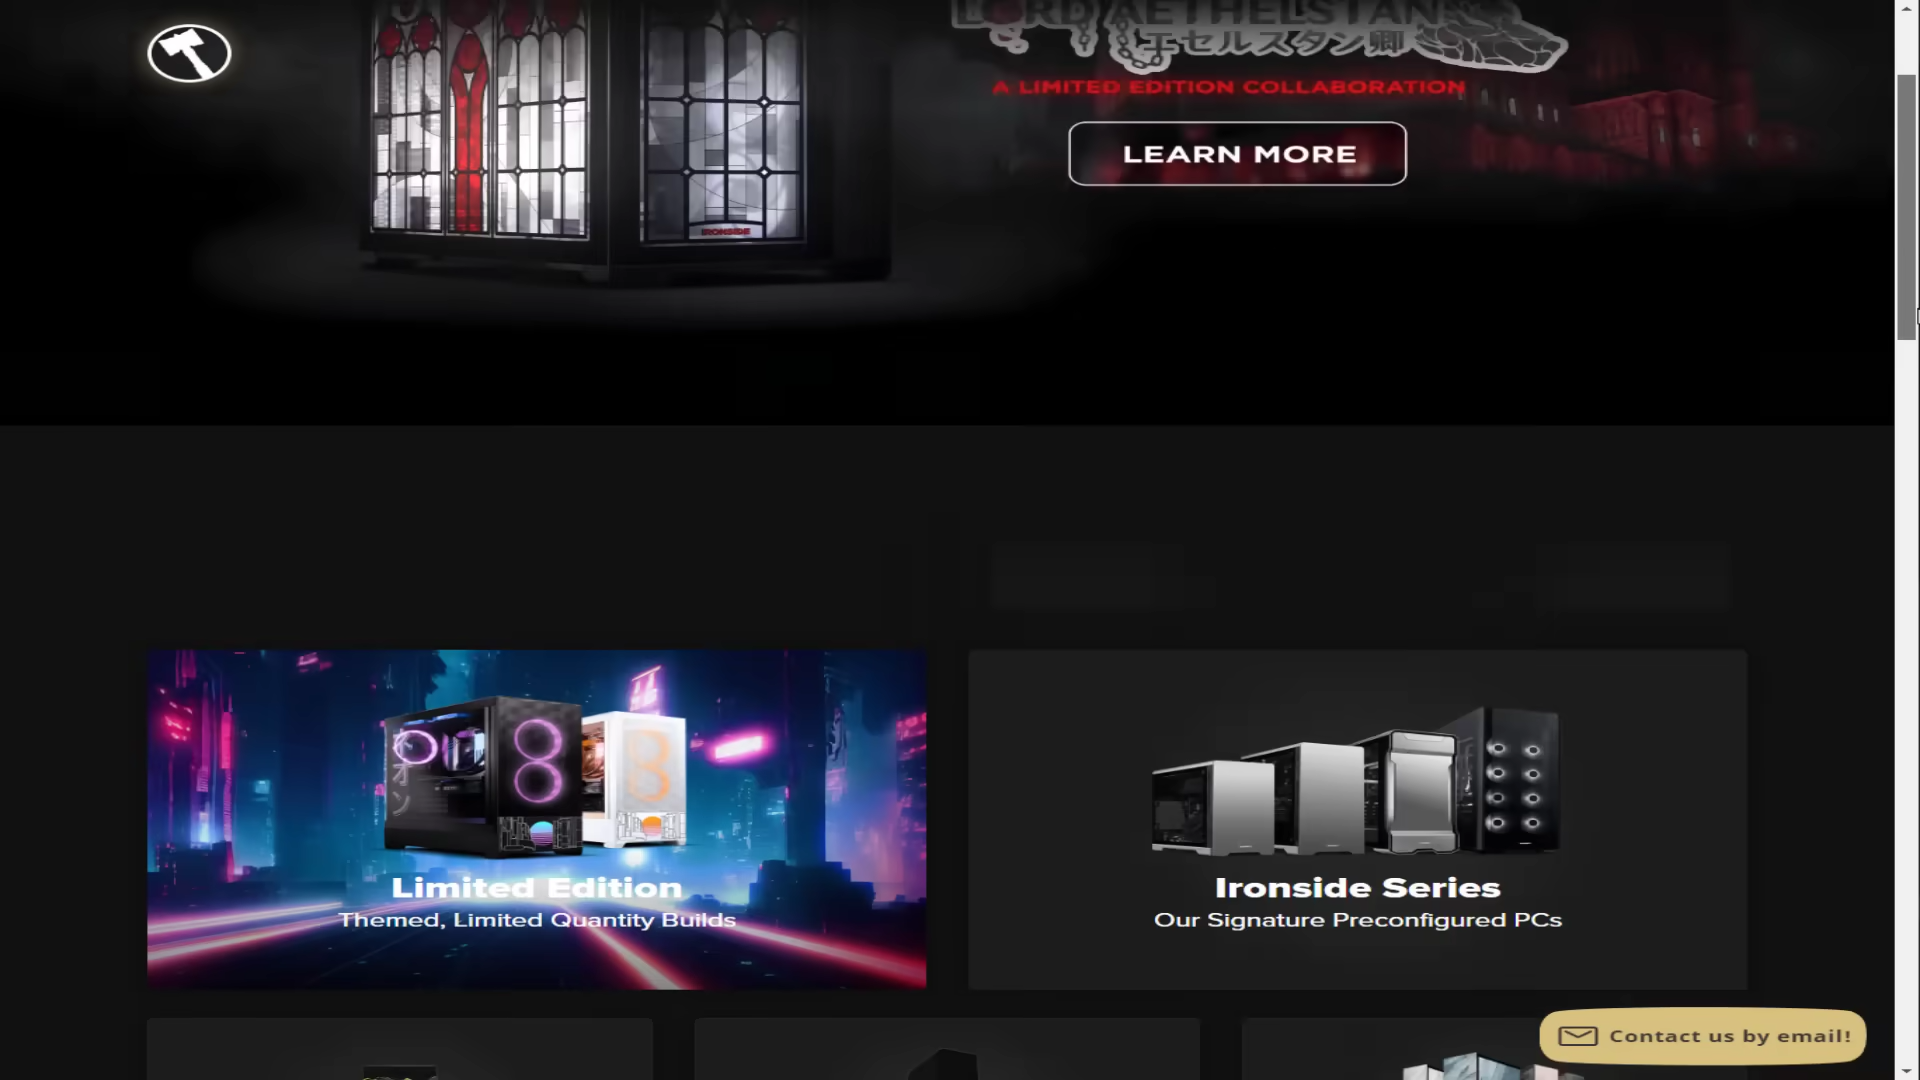 LORD AETHELSTAN
エセルスタン卿
A LIMITED EDITION COLLABORATION
LEARN MORE
IRONSIDE
Limited Edition
Themed, Limited Quantity Builds
Ironside Series
Our Signature Preconfigured PCs
Contact us by email!